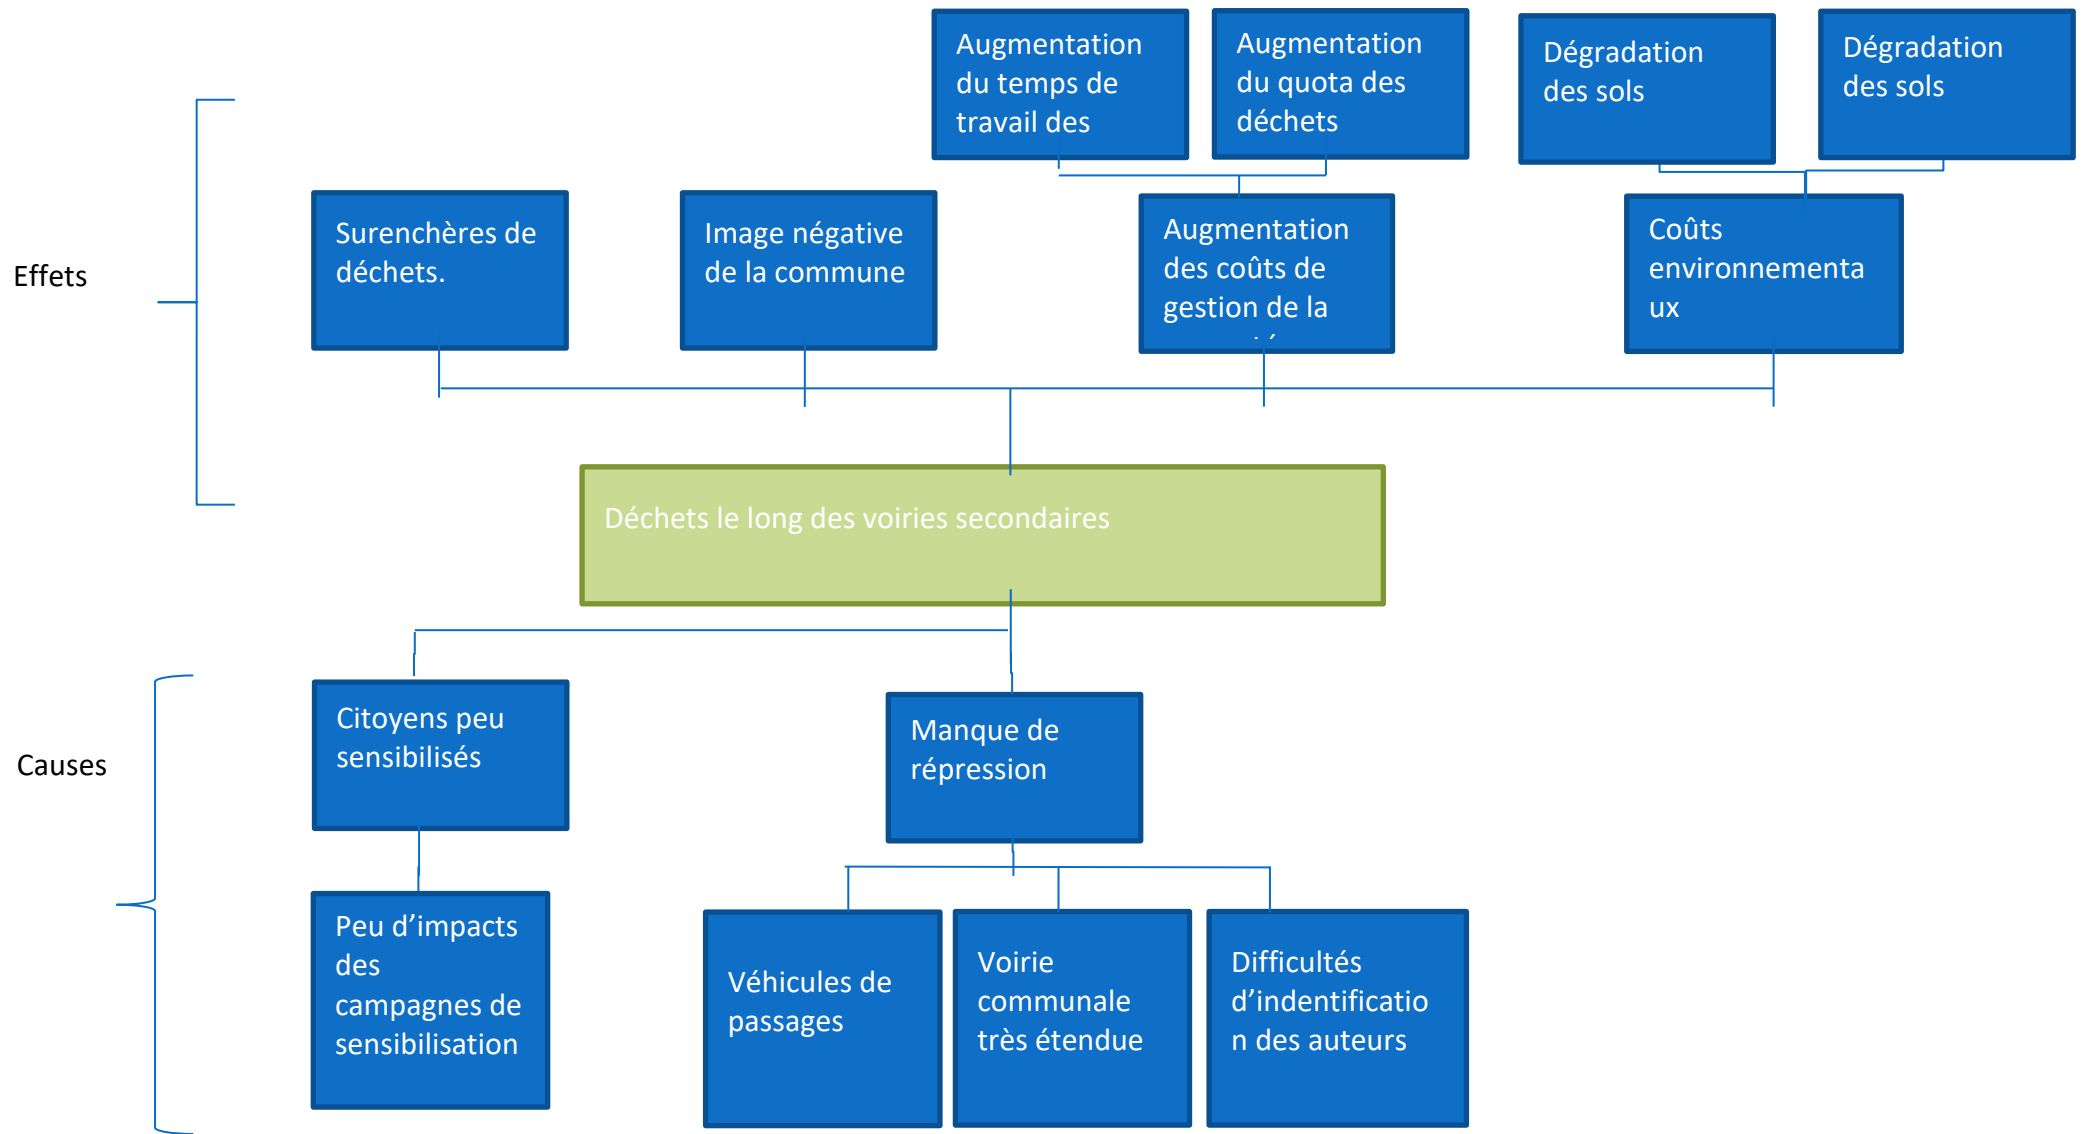 Augmentation
du temps de
travail des
Augmentation
du quota des
déchets
Dégradation
des sols
Dégradation
des sols
Effets
Surenchères de
déchets.
Image négative
de la commune
Augmentation
des coûts de
gestion de la
Coûts
environnementa
ux
Déchets le long des voiries secondaires
Causes
Citoyens peu
sensibilisés
Manque de
répression
Peu d’impacts
des
campagnes de
sensibilisation
Véhicules de
passages
Voirie
communale
très étendue
Difficultés
d’indentificatio
n des auteurs